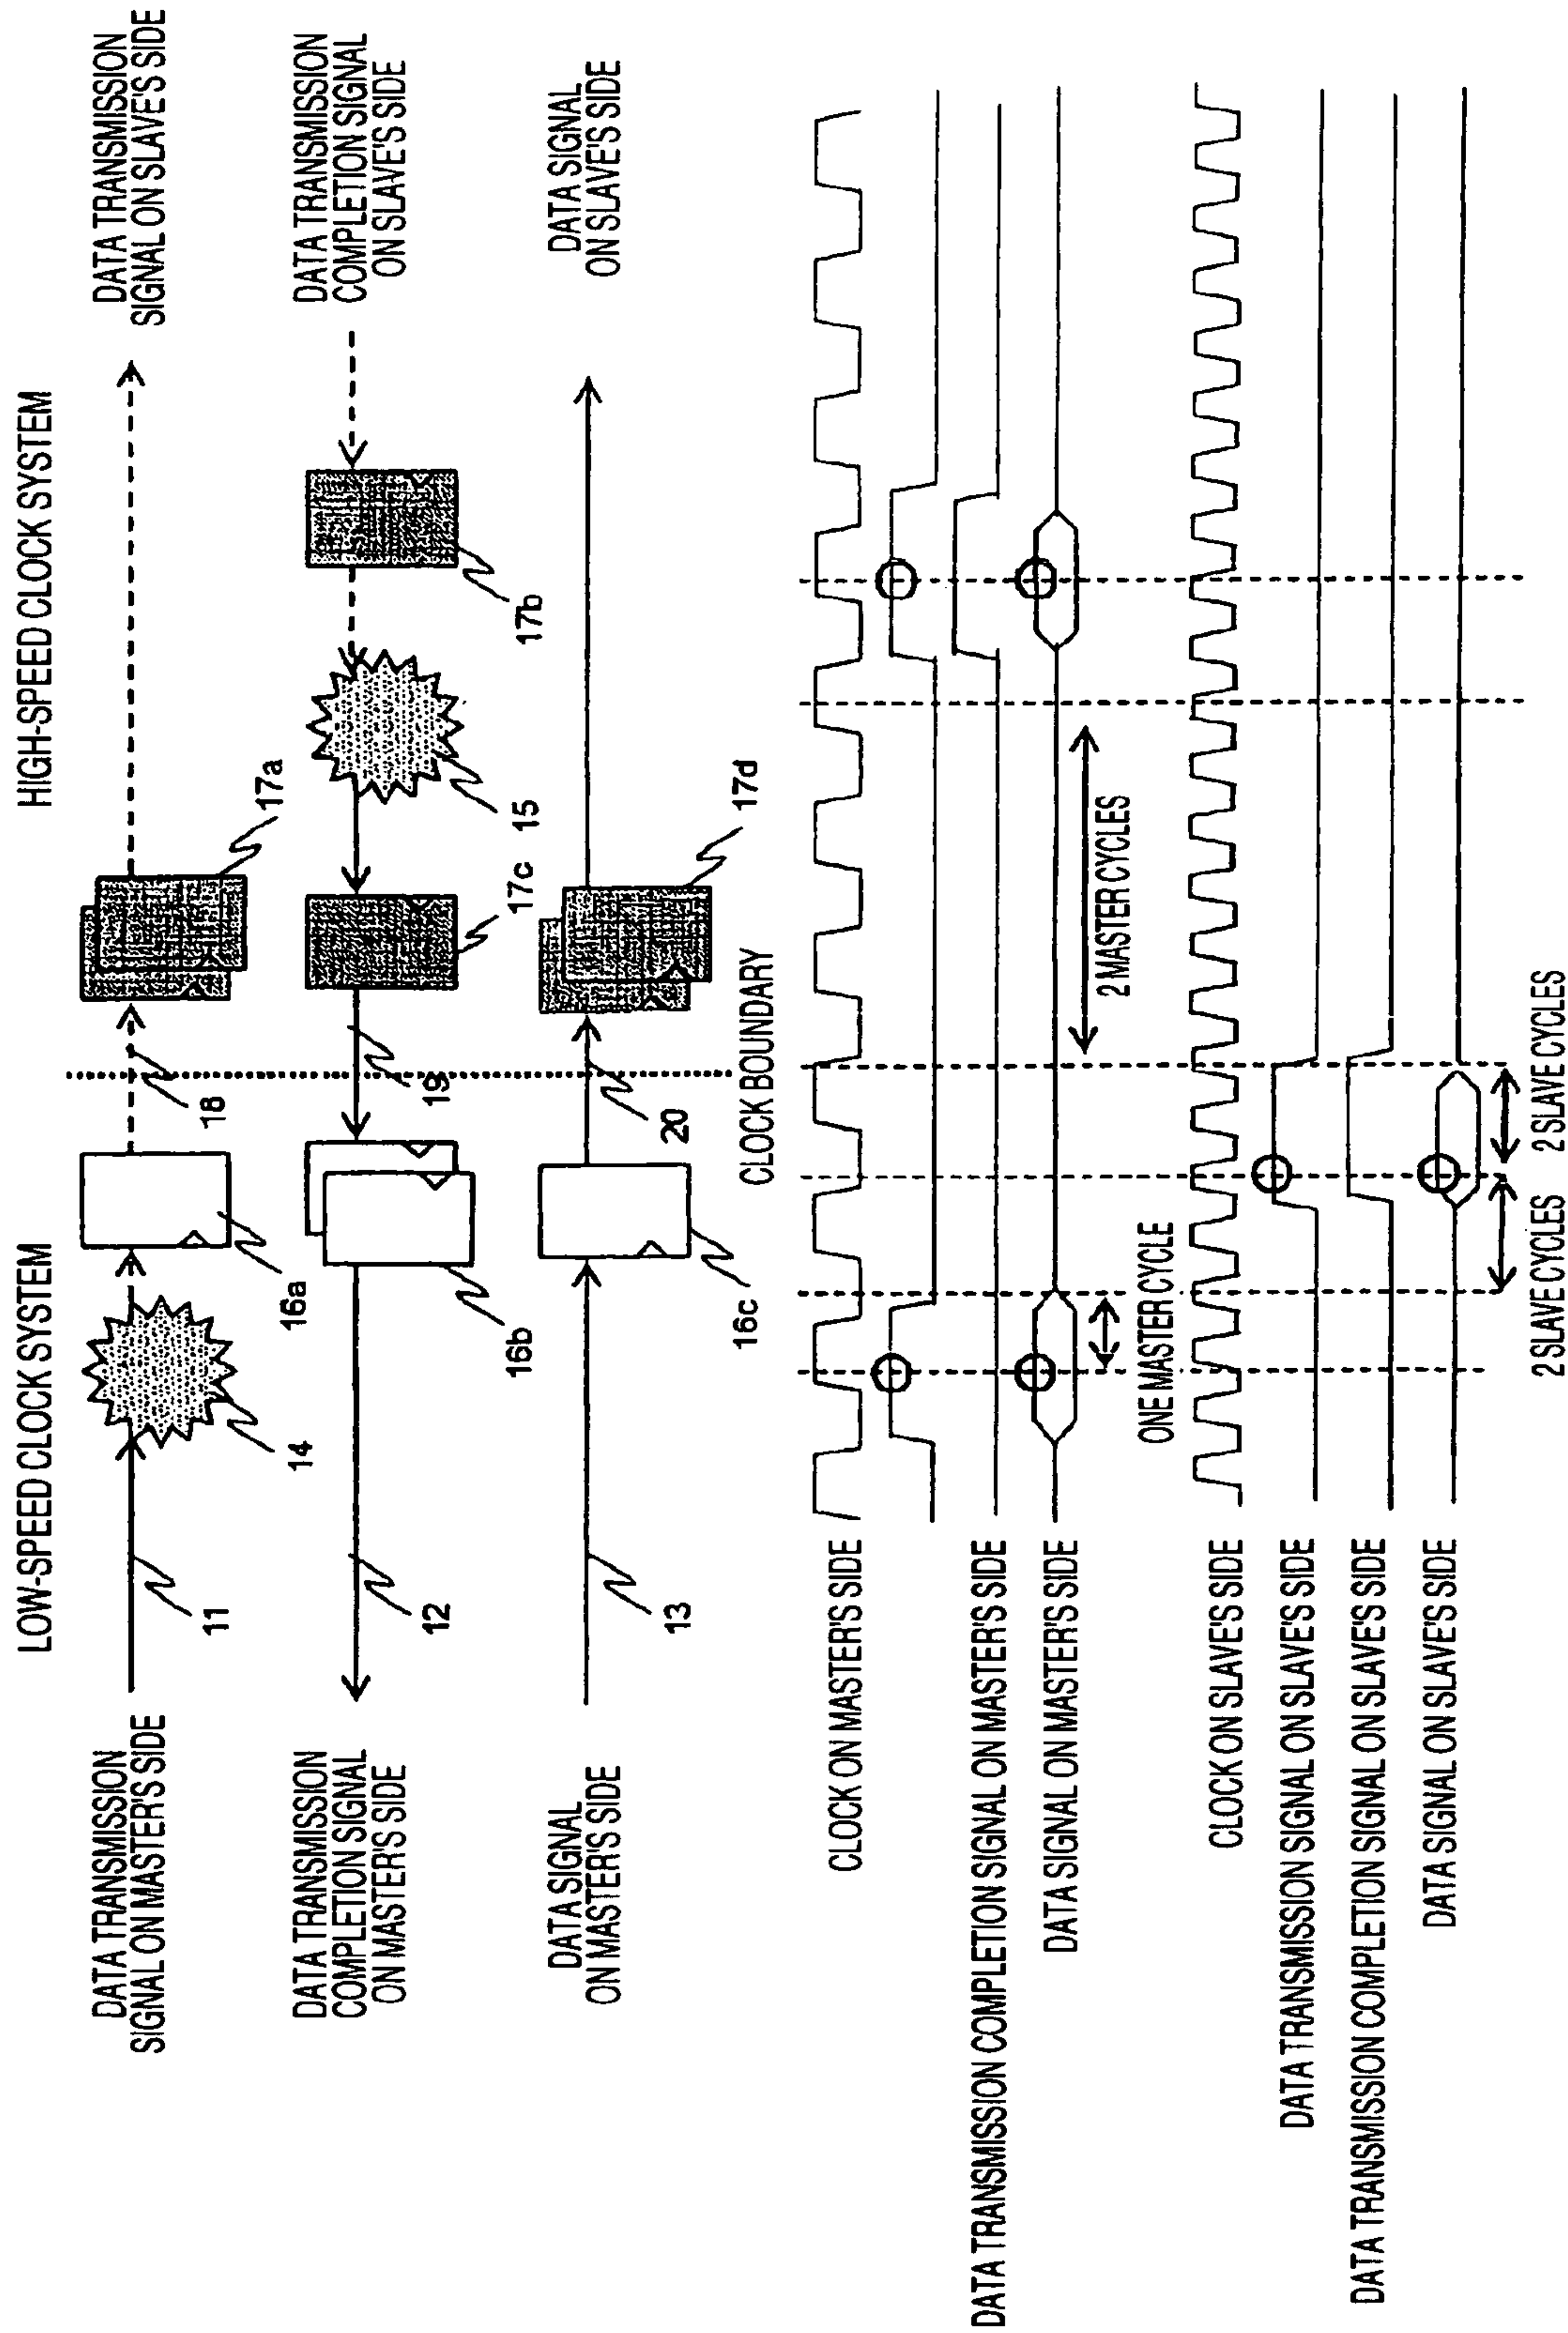 LOW-SPEED CLOCK SYSTEM
HIGH-SPEED CLOCK SYSTEM
DATA TRANSMISSION
SIGNAL ON MASTER'S SIDE
11
14
16a
18
17a
DATA TRANSMISSION
SIGNAL ON SLAVE'S SIDE
DATA TRANSMISSION
COMPLETION SIGNAL
ON MASTER'S SIDE
12
16b
19
17c
15
17b
DATA TRANSMISSION
COMPLETION SIGNAL
ON SLAVE'S SIDE
DATA SIGNAL
ON MASTER'S SIDE
13
16c
20
17d
DATA SIGNAL
ON SLAVE'S SIDE
CLOCK BOUNDARY
CLOCK ON MASTER'S SIDE
DATA TRANSMISSION COMPLETION SIGNAL ON MASTER'S SIDE
DATA SIGNAL ON MASTER'S SIDE
ONE MASTER CYCLE
2 MASTER CYCLES
CLOCK ON SLAVE'S SIDE
DATA TRANSMISSION SIGNAL ON SLAVE'S SIDE
DATA TRANSMISSION COMPLETION SIGNAL ON SLAVE'S SIDE
DATA SIGNAL ON SLAVE'S SIDE
2 SLAVE CYCLES
2 SLAVE CYCLES